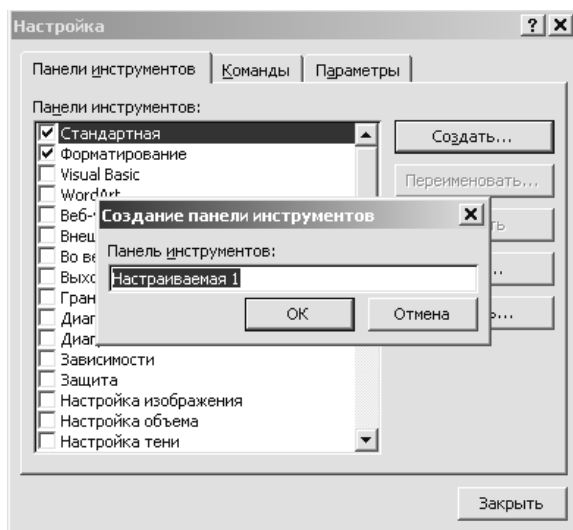 Настройка
Панели инструментов
Команды
Параметры
Панели инструментов:
Стандартная
Создать...
Форматирование
Visual Basic
Переименовать...
WordArt
Создание панели инструментов
Панель инструментов:
Настраиваемая 1
OK
Отмена
Зависимости
Защита
Настройка изображения
Настройка объема
Настройка тени
Закрыть